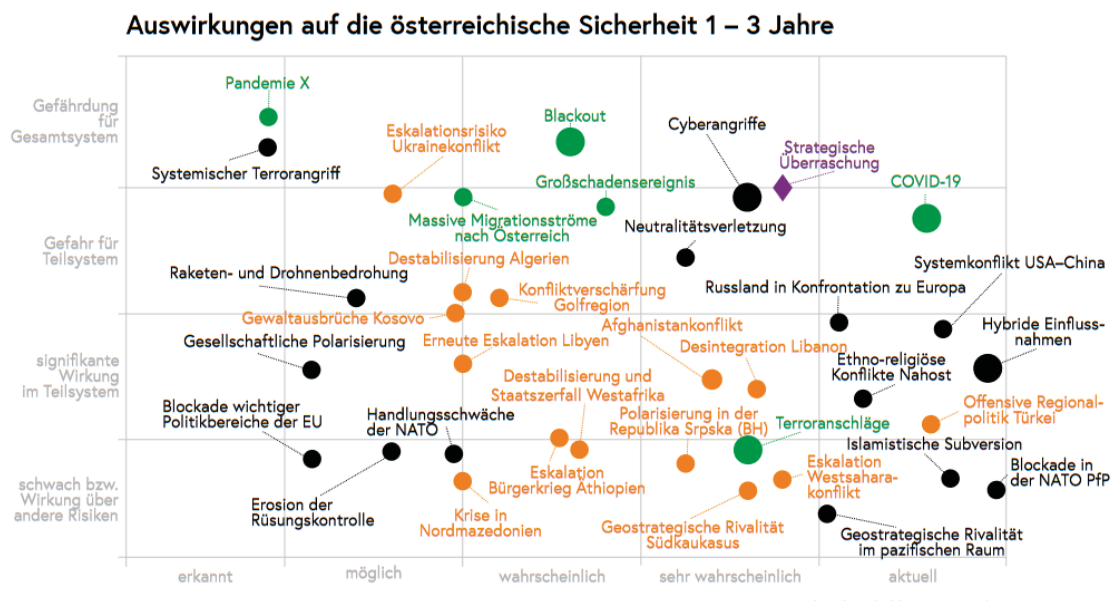 Auswirkungen auf die österreichische Sicherheit 1 – 3 Jahre
Gefährdung
für
Gesamtsystem
Pandemie X
Systemischer Terrorangriff
Eskalationsrisiko
Ukrainekonflikt
Blackout
Cyberangriffe
Strategische
Überraschung
Großschadensereignis
COVID-19
Massive Migrationsströme
nach Österreich
Neutralitätsverletzung
Gefahr für
Teilsystem
Destabilisierung Algerien
Raketen- und Drohnenbedrohung
Konfliktverschärfung
Golfregion
Systemkonflikt USA–China
Russland in Konfrontation zu Europa
Gewaltausbrüche Kosovo
Afghanistankonflikt
Hybride Einfluss-
nahmen
Gesellschaftliche Polarisierung
Erneute Eskalation Libyen
Desintegration Libanon
signifikante
Wirkung
im Teilsystem
Ethno-religiöse
Konflikte Nahost
Destabilisierung und
Staatszerfall Westafrika
Blockade wichtiger
Politikbereiche der EU
Handlungsschwäche
der NATO
Polarisierung in der
Republika Srpska (BH)
Terroranschläge
Offensive Regional-
politik Türkei
Islamistische Subversion
schwach bzw.
Wirkung über
andere Risiken
Eskalation
Bürgerkrieg Äthiopien
Eskalation
Westsahara-
konflikt
Blockade in
der NATO PfP
Erosion der
Rüsungskontrolle
Krise in
Nordmazedonien
Geostrategische Rivalität
Südkaukasus
Geostrategische Rivalität
im pazifischen Raum
erkannt
möglich
wahrscheinlich
sehr wahrscheinlich
aktuell